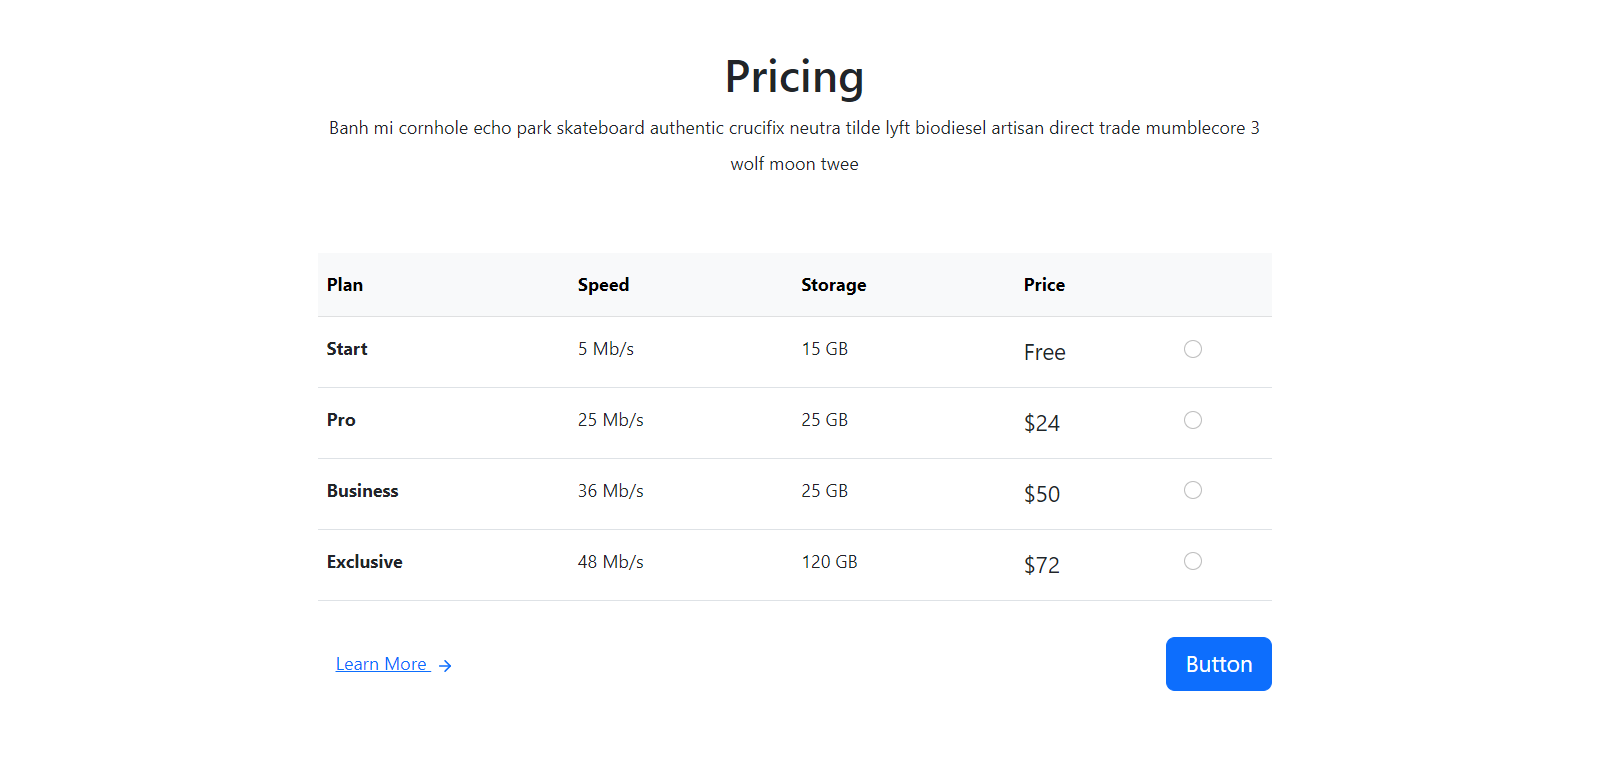 Pricing
Banh mi cornhole echo park skateboard authentic crucifix neutra tilde lyft biodiesel artisan direct trade mumblecore 3
wolf moon twee
Plan Speed Storage Price
Start 5 Mb/s 15 GB Free
Pro 25 Mb/s 25 GB $24
Business 36 Mb/s 25 GB $50
Exclusive 48 Mb/s 120 GB $72
Learn More → Button